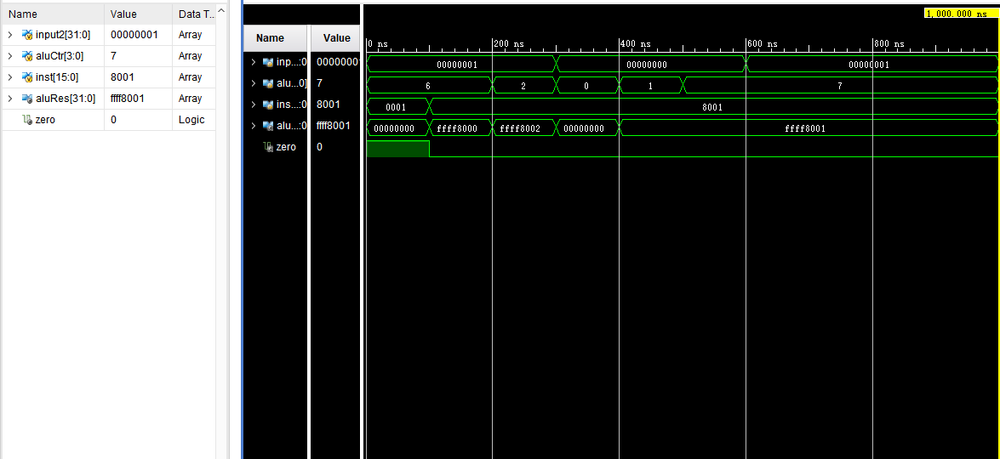 Name Value Data T...
input2[31:0] 00000001 Array
aluCtr[3:0] 7 Array
inst[15:0] 8001 Array
aluRes[31:0] ffff8001 Array
zero 0 Logic
1,000.000 ns
Name Value
0 ns 200 ns 400 ns 600 ns 800 ns
inp...:0] 00000001 00000001 00000000 00000001
alu...0] 7 6 2 0 1 7
ins...:0] 8001 0001 8001
alu...:0] ffff8001 00000000 ffff8000 ffff8002 00000000 ffff8001
zero 0